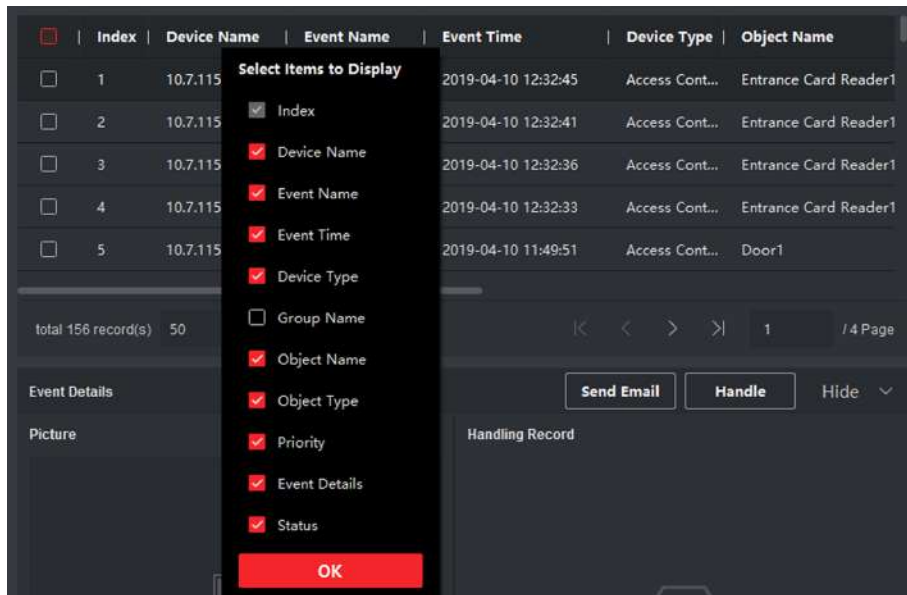 Index | Device Name | Event Name | Event Time | Device Type | Object Name
1 10.7.115 2019-04-10 12:32:45 Access Cont... Entrance Card Reader1
2 10.7.115 2019-04-10 12:32:41 Access Cont... Entrance Card Reader1
3 10.7.115 2019-04-10 12:32:36 Access Cont... Entrance Card Reader1
4 10.7.115 2019-04-10 12:32:33 Access Cont... Entrance Card Reader1
5 10.7.115 2019-04-10 11:49:51 Access Cont... Door1
Select Items to Display
Index
Device Name
Event Name
Event Time
Device Type
Group Name
Object Name
Object Type
Priority
Event Details
Status
OK
total 156 record(s) 50 1 / 4 Page
Event Details Send Email Handle Hide
Picture Handling Record